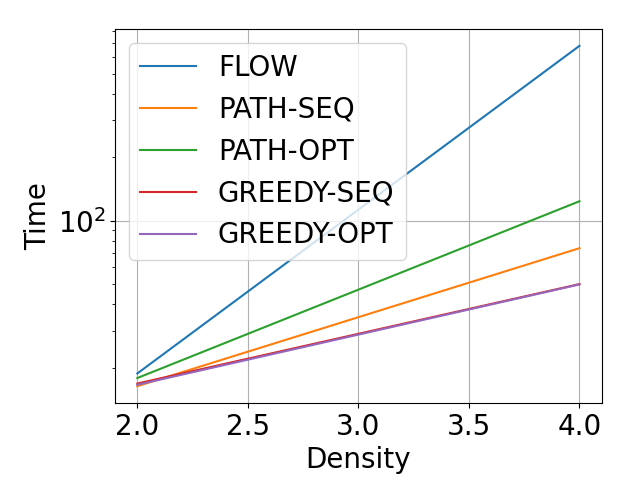 FLOW
PATH-SEQ
PATH-OPT
GREEDY-SEQ
GREEDY-OPT
Time
10²
2.0 2.5 3.0 3.5 4.0
Density